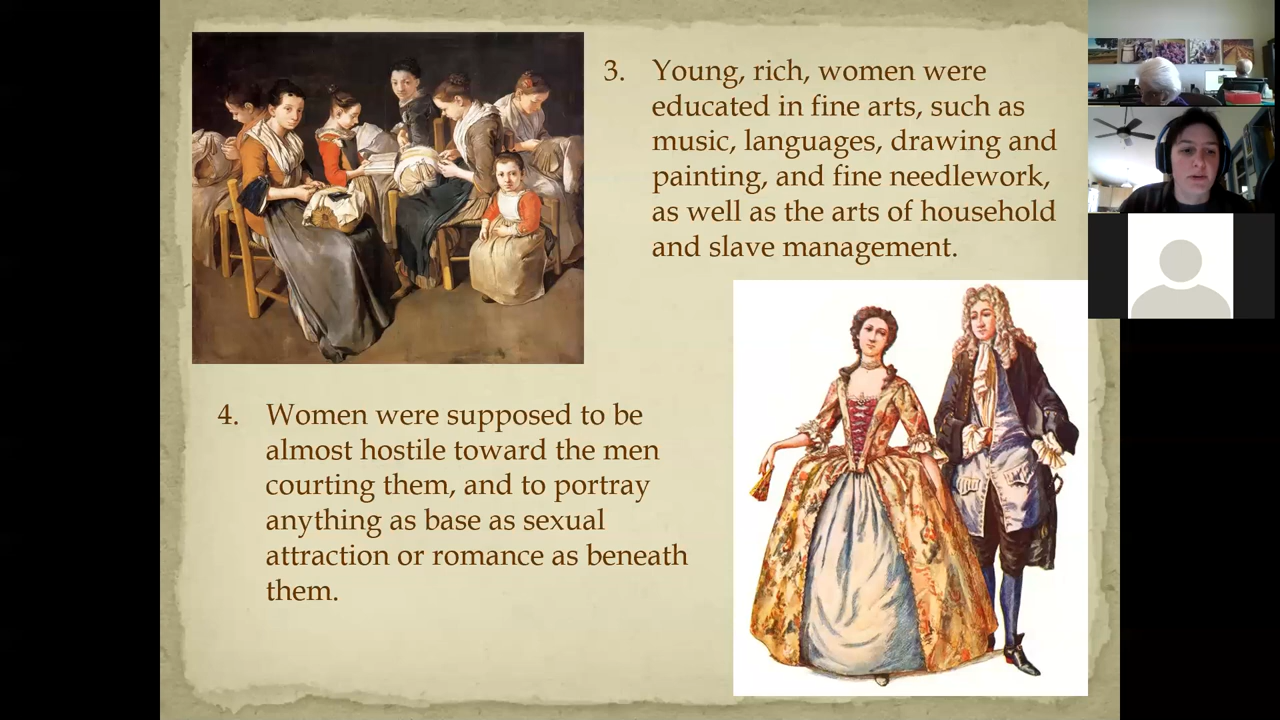 3. Young, rich, women were
educated in fine arts, such as
music, languages, drawing and
painting, and fine needlework,
as well as the arts of household
and slave management.
4. Women were supposed to be
almost hostile toward the men
courting them, and to portray
anything as base as sexual
attraction or romance as beneath
them.